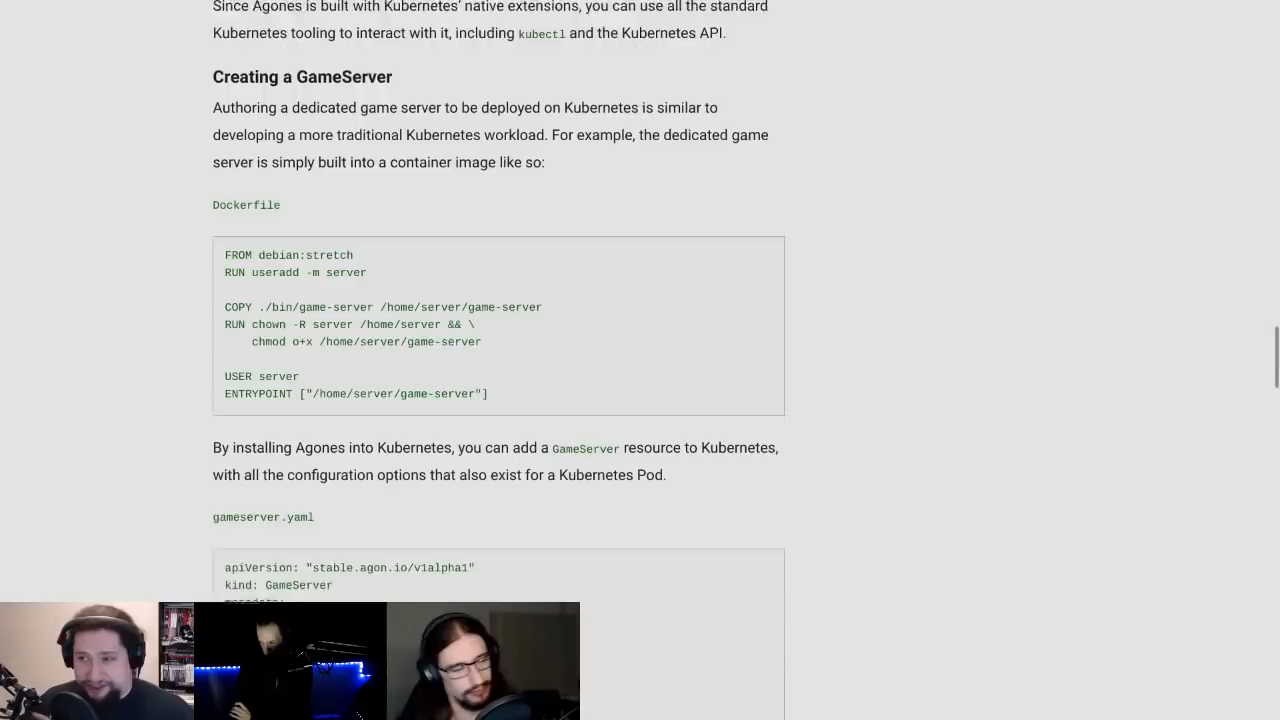 Since Agones is built with Kubernetes' native extensions, you can use all the standard
Kubernetes tooling to interact with it, including kubectl and the Kubernetes API.
Creating a GameServer
Authoring a dedicated game server to be deployed on Kubernetes is similar to
developing a more traditional Kubernetes workload. For example, the dedicated game
server is simply built into a container image like so:
Dockerfile
FROM debian:stretch
RUN useradd -m server
COPY ./bin/game-server /home/server/game-server
RUN chown -R server /home/server && \
    chmod o+x /home/server/game-server
USER server
ENTRYPOINT ["/home/server/game-server"]
By installing Agones into Kubernetes, you can add a GameServer resource to Kubernetes,
with all the configuration options that also exist for a Kubernetes Pod.
gameserver.yaml
apiVersion: "stable.agon.io/v1alpha1"
kind: GameServer